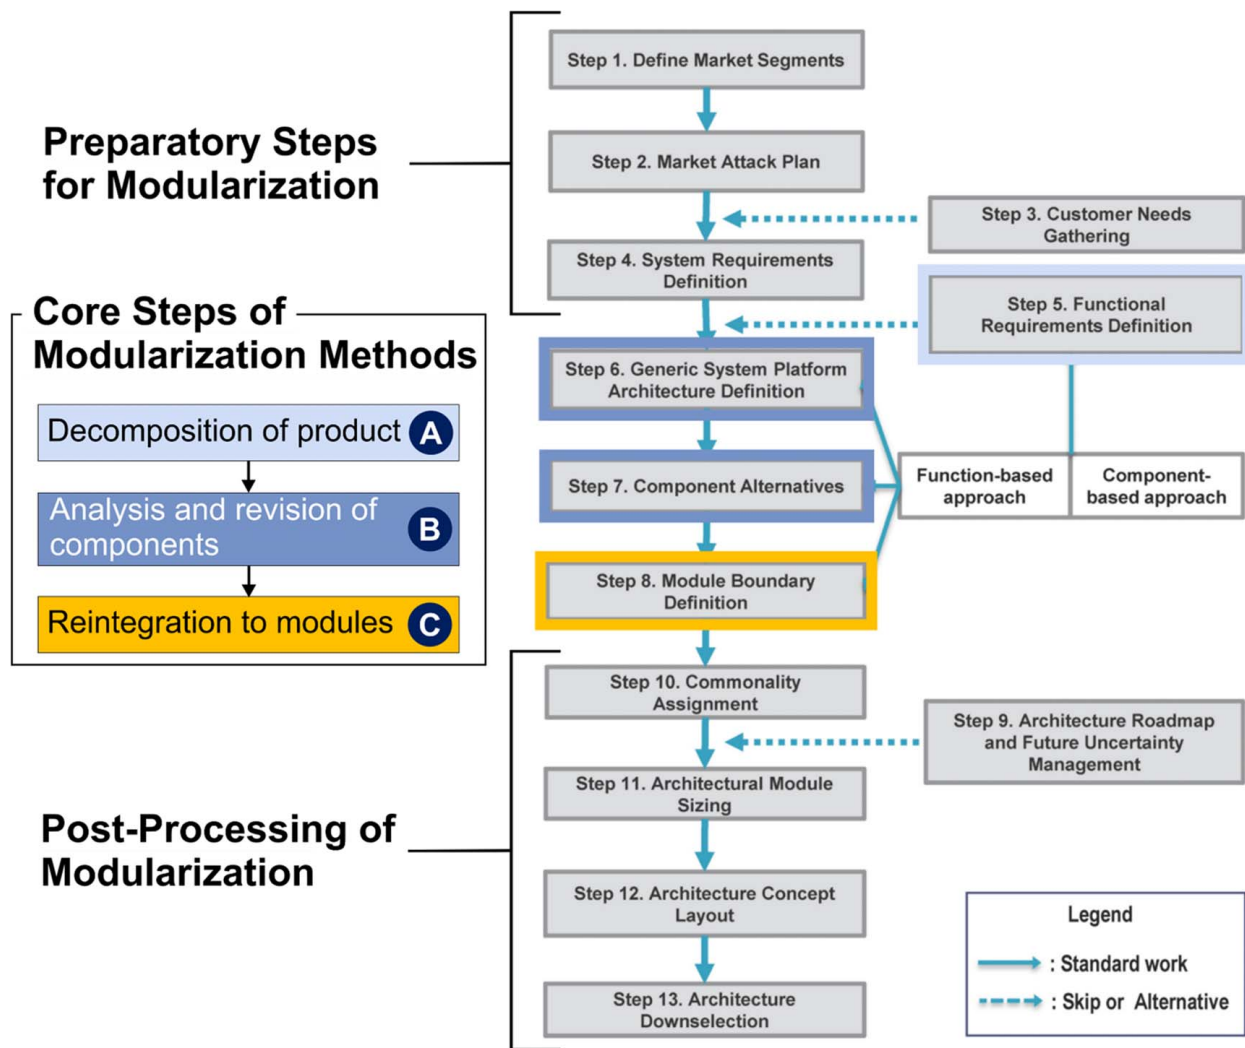 Preparatory Steps
for Modularization
Step 1. Define Market Segments
Step 2. Market Attack Plan
Step 3. Customer Needs
Gathering
Step 4. System Requirements
Definition
Core Steps of
Modularization Methods
Decomposition of product A
Analysis and revision of
components B
Reintegration to modules C
Step 5. Functional
Requirements Definition
Step 6. Generic System Platform
Architecture Definition
Step 7. Component Alternatives
Function-based
approach
Component-
based approach
Step 8. Module Boundary
Definition
Post-Processing of
Modularization
Step 10. Commonality
Assignment
Step 9. Architecture Roadmap
and Future Uncertainty
Management
Step 11. Architectural Module
Sizing
Step 12. Architecture Concept
Layout
Step 13. Architecture
Downselection
Legend
: Standard work
: Skip or Alternative